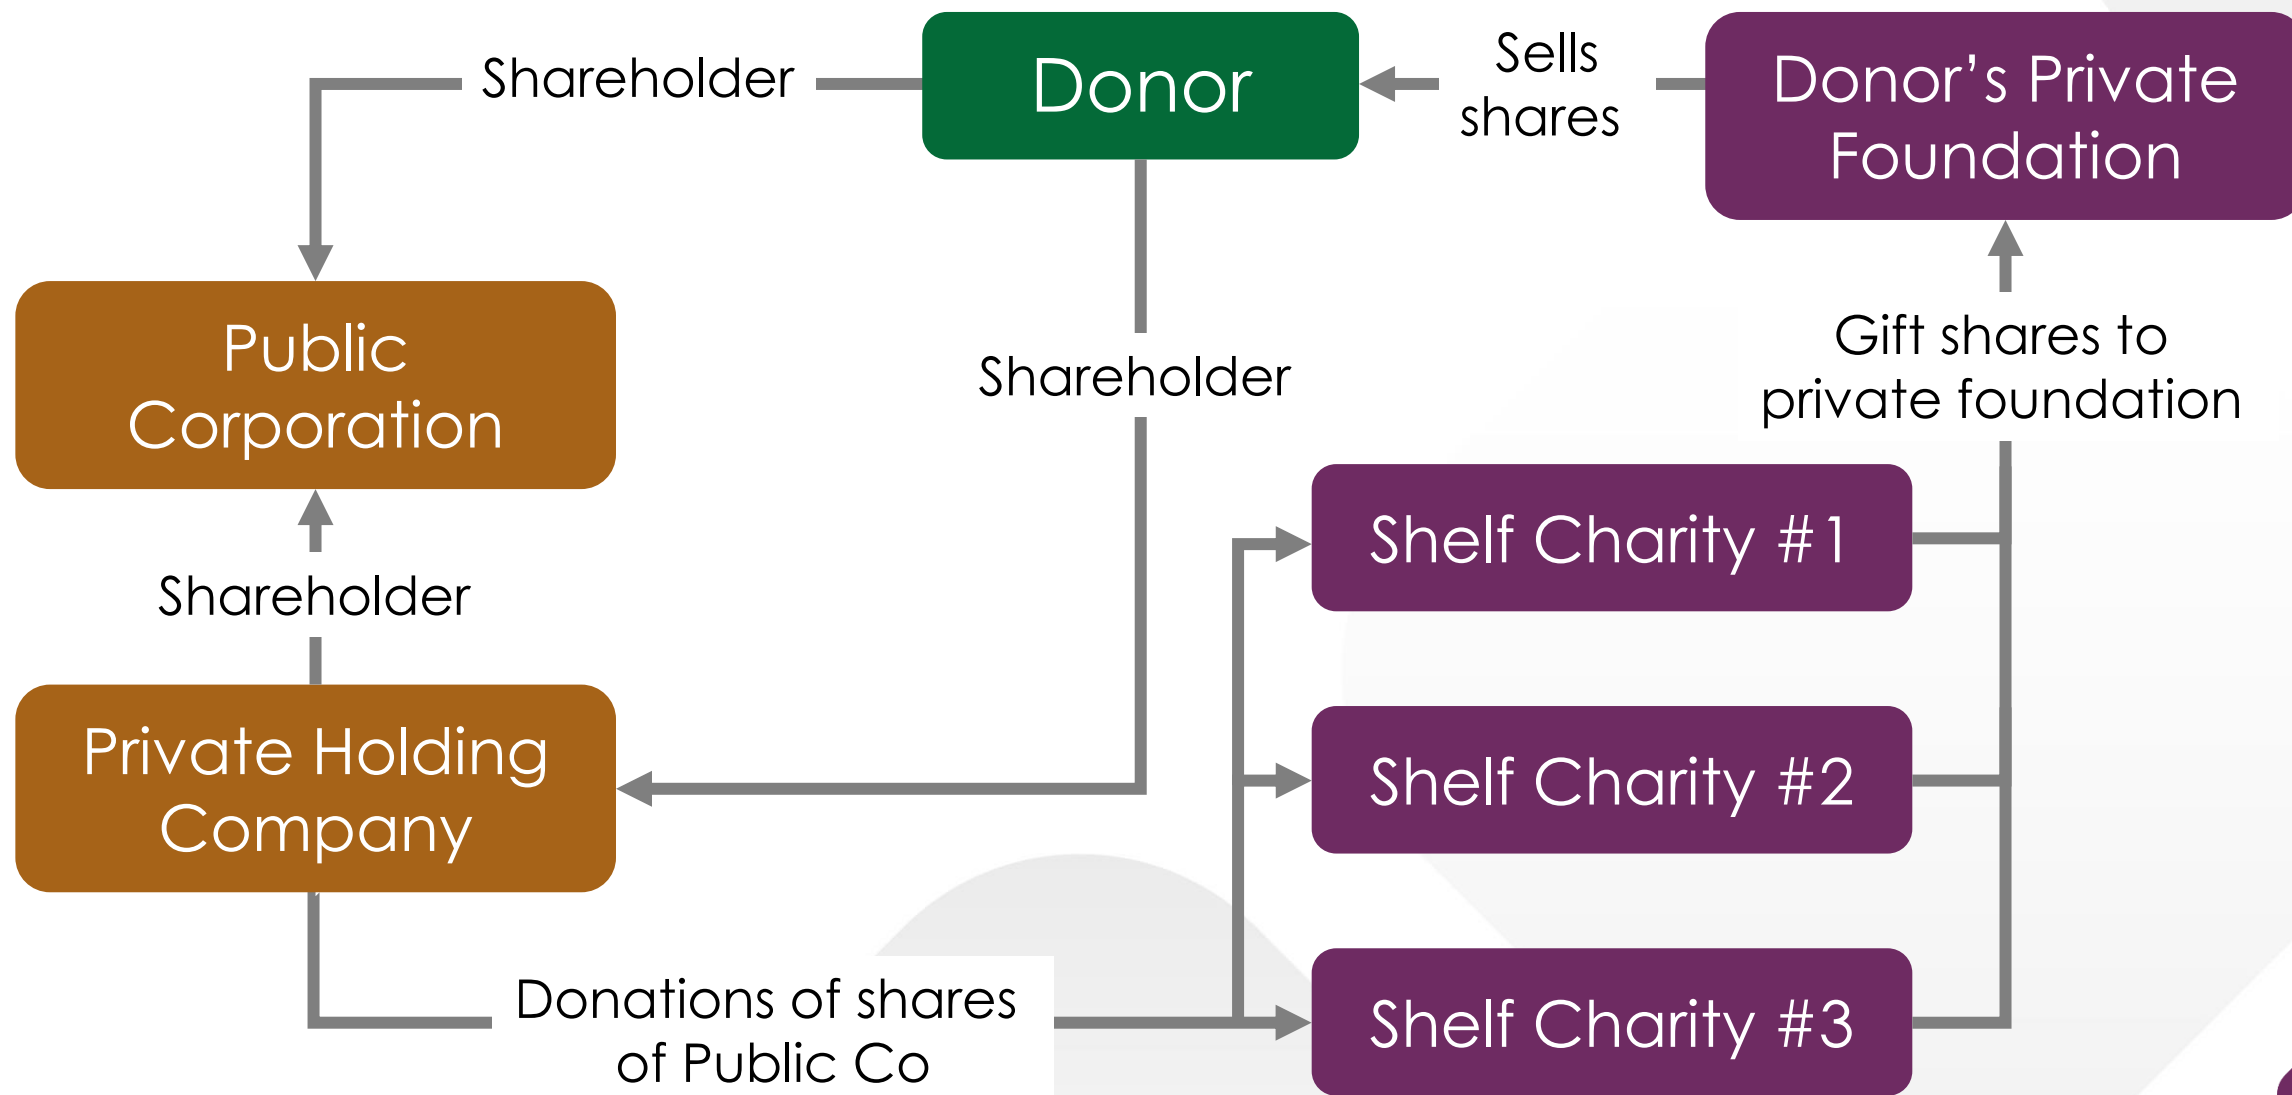 Shareholder
Donor
Sells
shares
Donor’s Private
Foundation
Public
Corporation
Shareholder
Gift shares to
private foundation
Shareholder
Shelf Charity #1
Private Holding
Company
Shelf Charity #2
Donations of shares
of Public Co
Shelf Charity #3